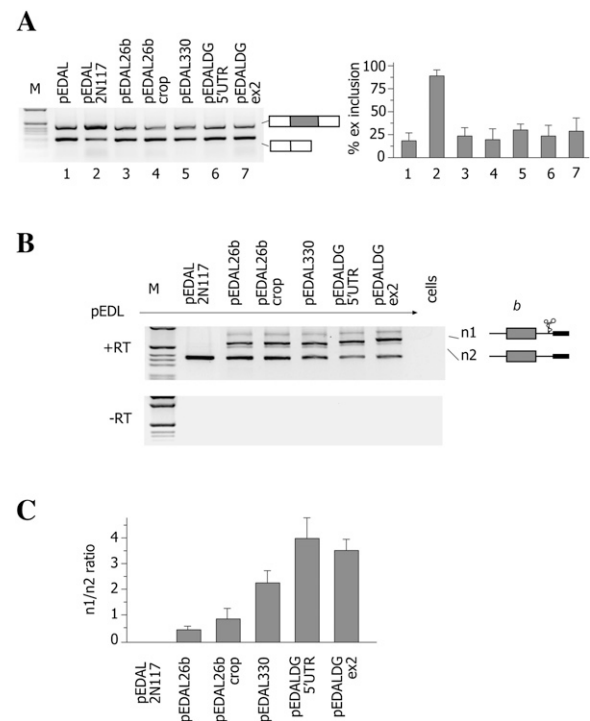 A
M
pEDAL
pEDAL
2N117
pEDAL26b
pEDAL26b
crop
pEDAL330
pEDALDG
5'UTR
pEDALDG
ex2
1 2 3 4 5 6 7
% ex inclusion
100
75
50
25
0
1 2 3 4 5 6 7
B
M
pEDAL
2N117
pEDAL26b
pEDAL26b
crop
pEDAL330
pEDALDG
5'UTR
pEDALDG
ex2
cells
pEDL
+RT
-RT
b
n1
n2
C
n1/n2 ratio
4
3
2
1
0
pEDAL
2N117
pEDAL26b
pEDAL26b
crop
pEDAL330
pEDALDG
5'UTR
pEDALDG
ex2